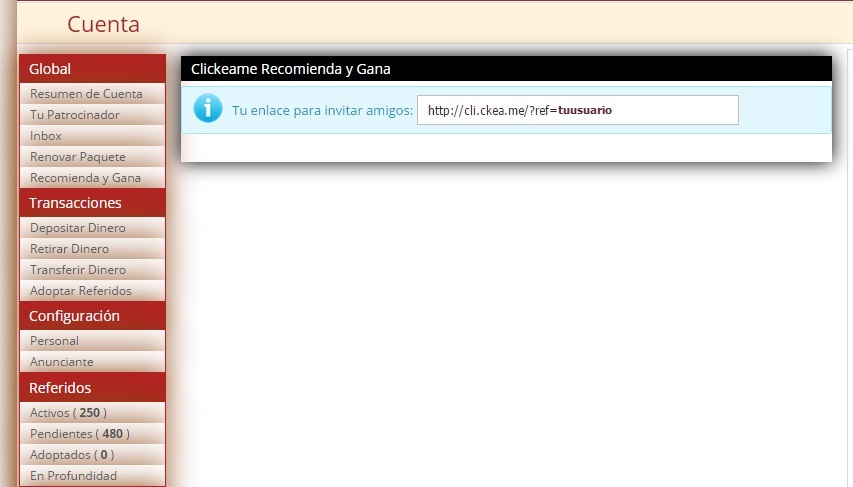 Cuenta
Global
Resumen de Cuenta
Tu Patrocinador
Inbox
Renovar Paquete
Recomienda y Gana
Transacciones
Depositar Dinero
Retirar Dinero
Transferir Dinero
Adoptar Referidos
Configuración
Personal
Anunciante
Referidos
Activos ( 250 )
Pendientes ( 480 )
Adoptados ( 0 )
En Profundidad
Clickeame Recomienda y Gana
Tu enlace para invitar amigos: http://cli.ckea.me/?ref=tuusuario